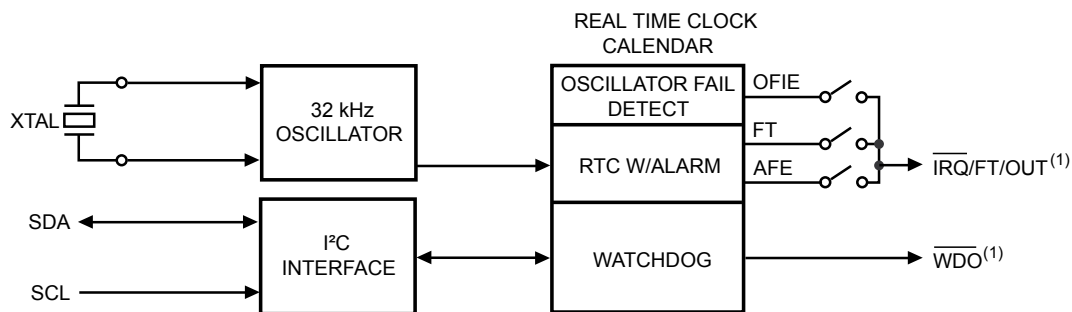 REAL TIME CLOCK
CALENDAR
XTAL
32 kHz
OSCILLATOR
OSCILLATOR FAIL
DETECT
OFIE
FT
RTC W/ALARM
AFE
IRQ/FT/OUT(1)
SDA
SCL
I²C
INTERFACE
WATCHDOG
WDO(1)